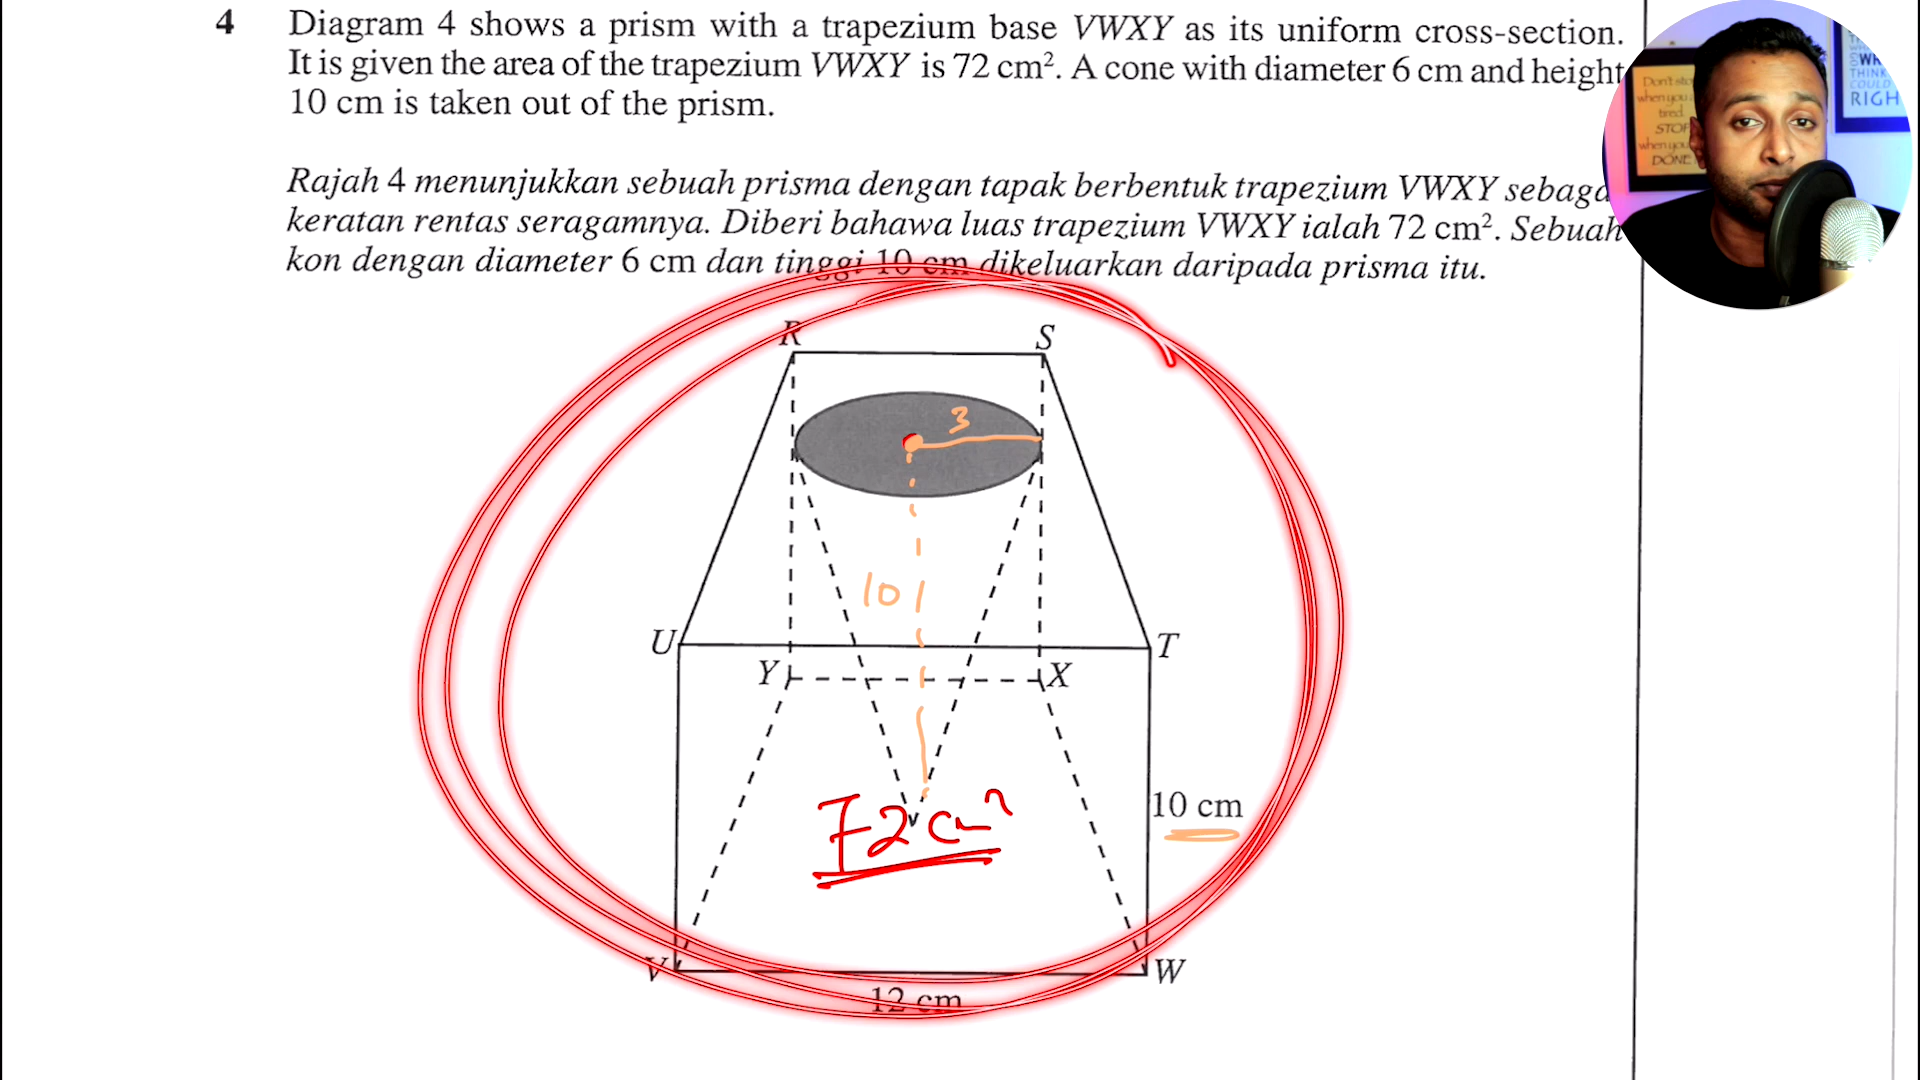 4 Diagram 4 shows a prism with a trapezium base VWXY as its uniform cross-section.
It is given the area of the trapezium VWXY is 72 cm². A cone with diameter 6 cm and height
10 cm is taken out of the prism.
Rajah 4 menunjukkan sebuah prisma dengan tapak berbentuk trapezium VWXY sebaga
keratan rentas seragamnya. Diberi bahawa luas trapezium VWXY ialah 72 cm². Sebuah
kon dengan diameter 6 cm dan tinggi 10 cm dikeluarkan daripada prisma itu.
R S
3
10
U T
Y X
72 cm²
10 cm
V W
12 cm
Don't sto
when you
tired.
STOP
when you
DONE
THINK
COULD
RIGH